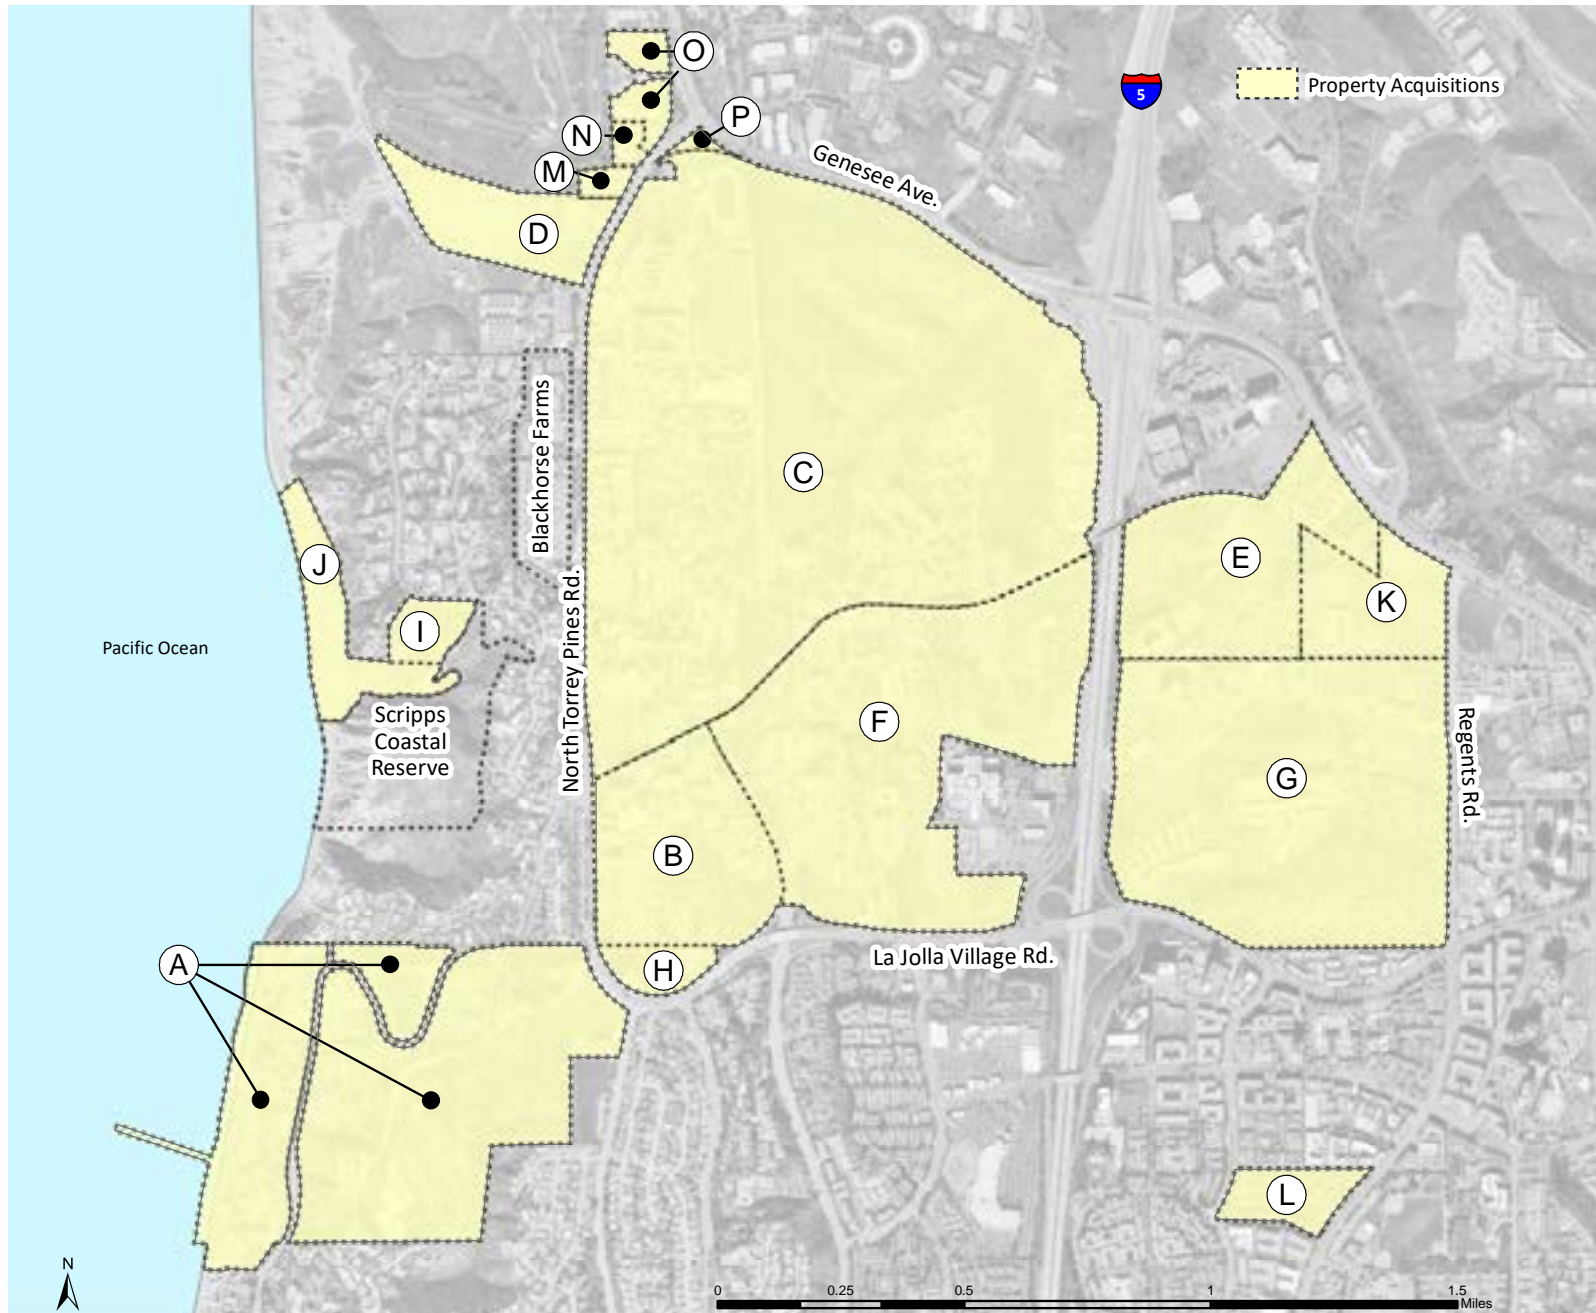 O
P
5
Property Acquisitions
N
M
Genesee Ave.
D
Blackhorse Farms
C
E
J
K
I
Pacific Ocean
North Torrey Pines Rd.
Scripps
Coastal
Reserve
F
Regents Rd.
G
B
A
H
La Jolla Village Rd.
L
N
0 0.25 0.5 1 1.5
Miles